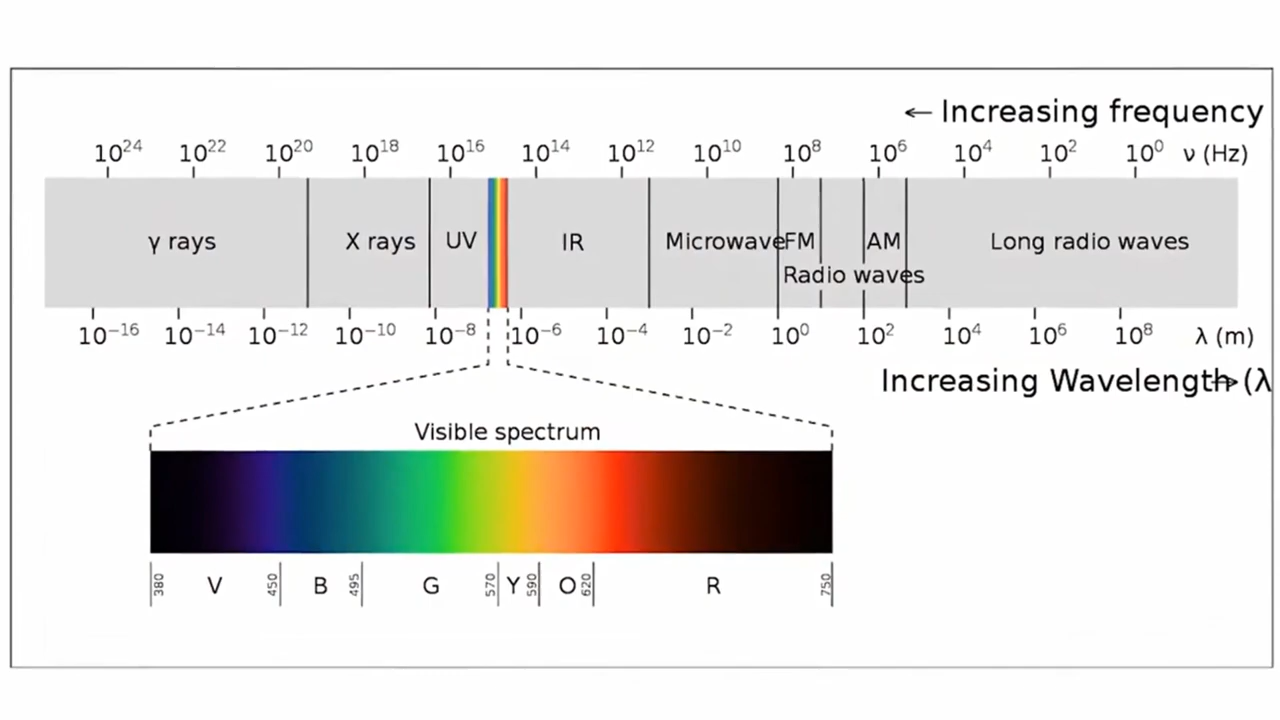 ← Increasing frequency
10²⁴ 10²² 10²⁰ 10¹⁸ 10¹⁶ 10¹⁴ 10¹² 10¹⁰ 10⁸ 10⁶ 10⁴ 10² 10⁰ ν (Hz)
γ rays X rays UV IR Microwave FM AM Long radio waves
Radio waves
10⁻¹⁶ 10⁻¹⁴ 10⁻¹² 10⁻¹⁰ 10⁻⁸ 10⁻⁶ 10⁻⁴ 10⁻² 10⁰ 10² 10⁴ 10⁶ 10⁸ λ (m)
Increasing Wavelength → (λ
Visible spectrum
380 V 450 B 495 G 570 Y 590 O 620 R 750